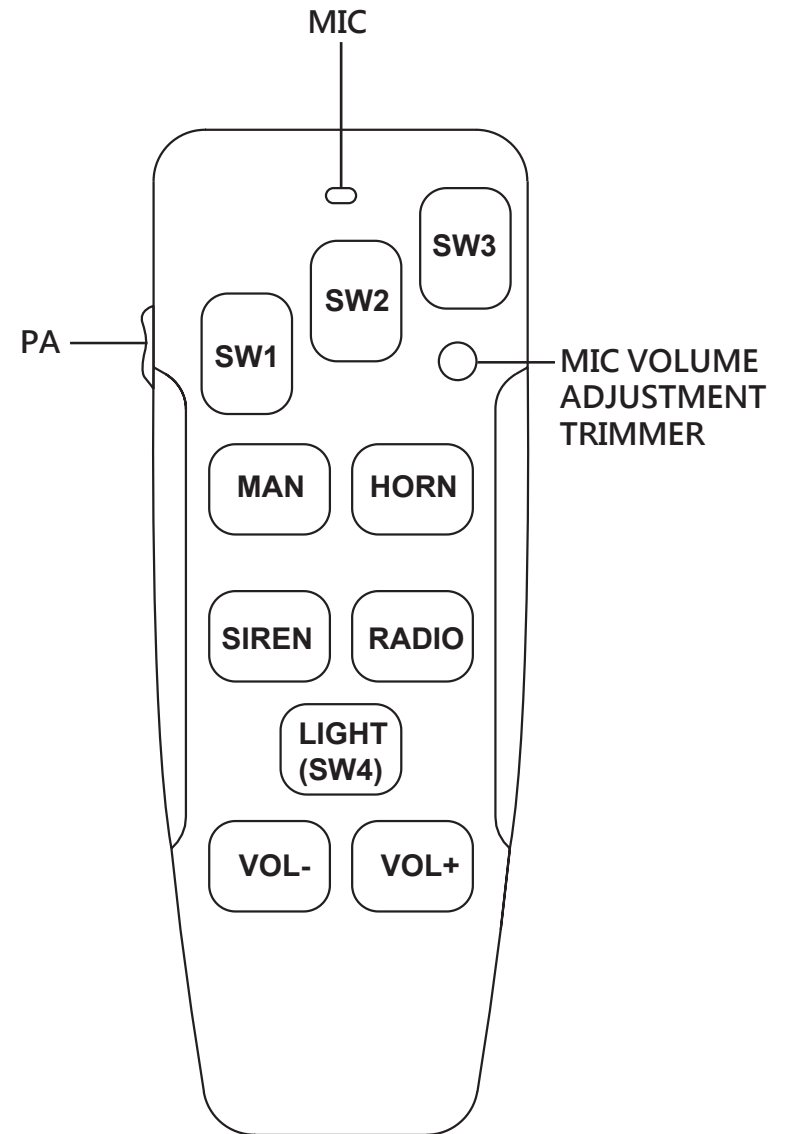 MIC
SW3
SW2
SW1
PA
MIC VOLUME
ADJUSTMENT
TRIMMER
MAN
HORN
SIREN
RADIO
LIGHT
(SW4)
VOL-
VOL+